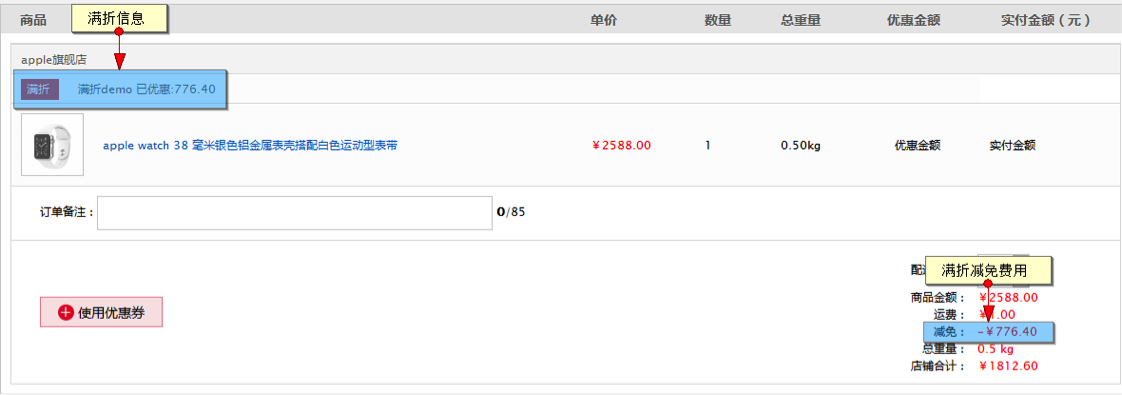 商品 满折信息 单价 数量 总重量 优惠金额 实付金额（元）
apple旗舰店
满折 满折demo 已优惠:776.40
apple watch 38 毫米银色铝金属表壳搭配白色运动型表带 ￥2588.00 1 0.50kg 优惠金额 实付金额
订单备注： 0/85
满折减免费用
商品金额： ￥2588.00
使用优惠券
运费： ￥1.00
减免： -￥776.40
总重量： 0.5 kg
店铺合计： ￥1812.60